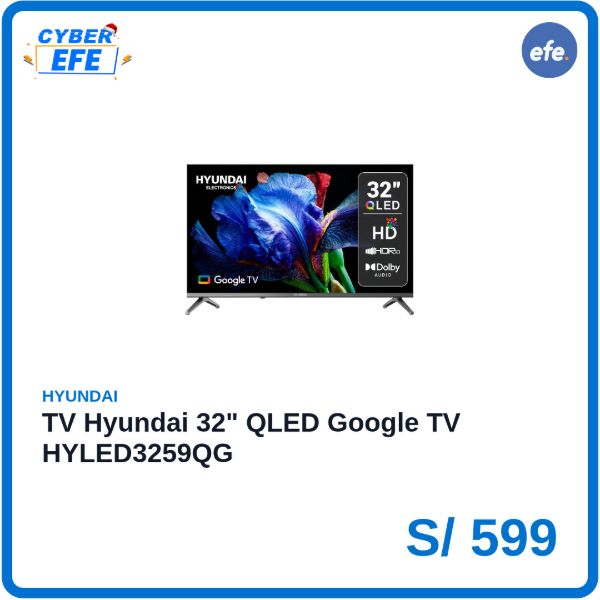 CYBER
EFE
efe.
HYUNDAI
ELECTRONICS
32"
QLED
HD
HDR10
Dolby
AUDIO
Google TV
HYUNDAI
TV Hyundai 32" QLED Google TV
HYLED3259QG
S/ 599